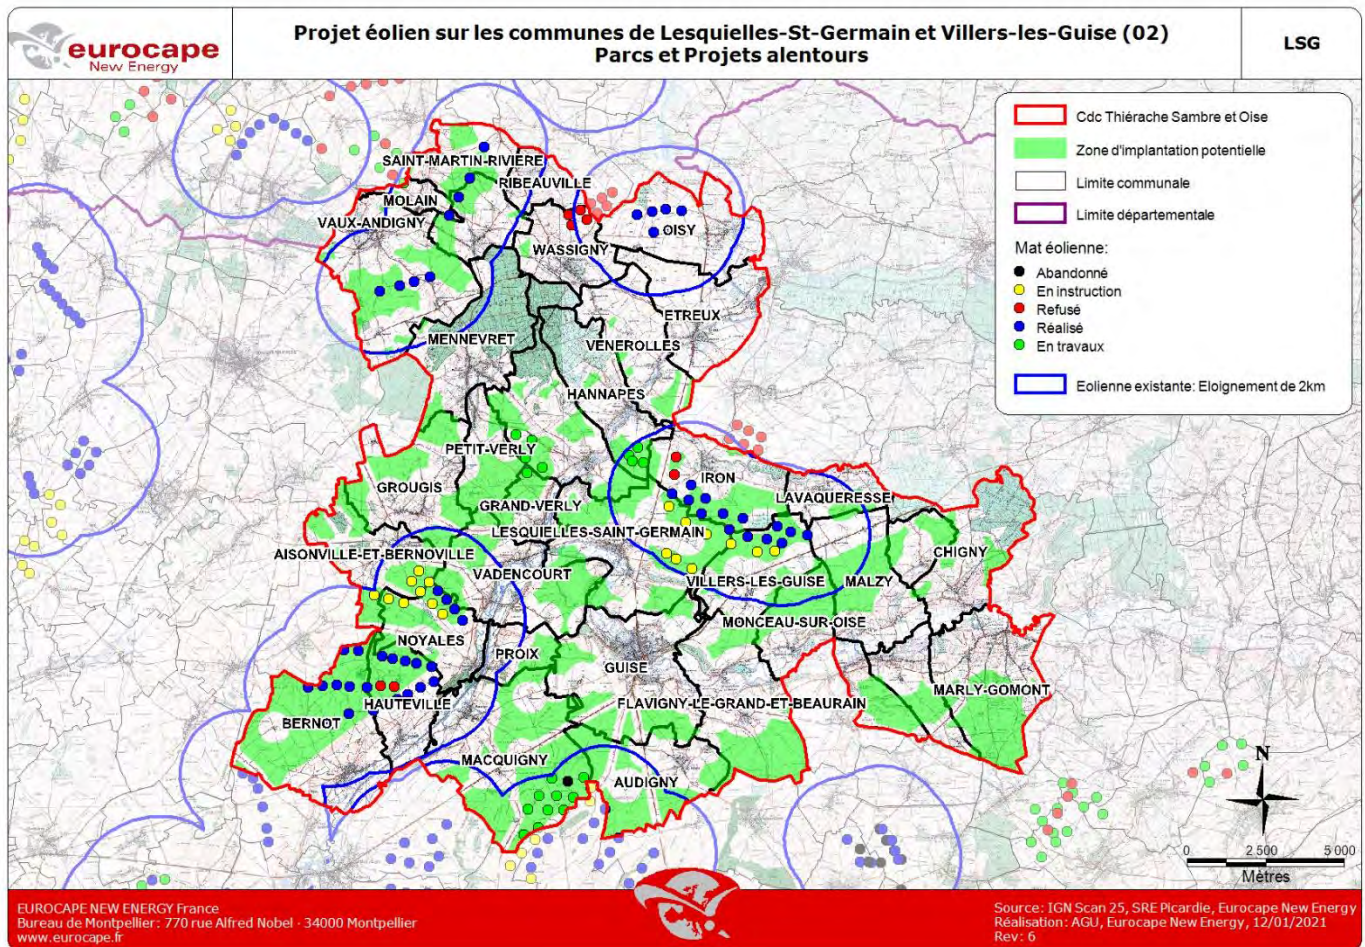 eurocape
New Energy
Projet éolien sur les communes de Lesquielles-St-Germain et Villers-les-Guise (02)
Parcs et Projets alentours
LSG
Cdc Thiérache Sambre et Oise
Zone d'implantation potentielle
Limite communale
Limite départementale
Mat éolienne:
Abandonné
En instruction
Refusé
Réalisé
En travaux
Eolienne existante: Eloignement de 2km
SAINT-MARTIN-RIVIERE
RIBEAUVILLE
MOLAIN
VAUX-ANDIGNY
OISY
WASSIGNY
ETREUX
MENNEVRET
VENEROLLES
HANNAPES
PETIT-VERLY
IRON
GROUGIS
LAVAQUERESSE
GRAND-VERLY
LESQUIELLES-SAINT-GERMAIN
AISONVILLE-ET-BERNOVILLE
CHIGNY
VADENCOURT
VILLERS-LES-GUISE
MALZY
MONCEAU-SUR-OISE
NOYALES
PROIX
GUISE
MARLY-GOMONT
HAUTEVILLE
FLAVIGNY-LE-GRAND-ET-BEAURAIN
BERNOT
MACQUIGNY
AUDIGNY
N
0 2 500 5 000
Mètres
EUROCAPE NEW ENERGY France
Bureau de Montpellier: 770 rue Alfred Nobel - 34000 Montpellier
www.eurocape.fr
Source: IGN Scan 25, SRE Picardie, Eurocape New Energy
Réalisation: AGU, Eurocape New Energy, 12/01/2021
Rev: 6